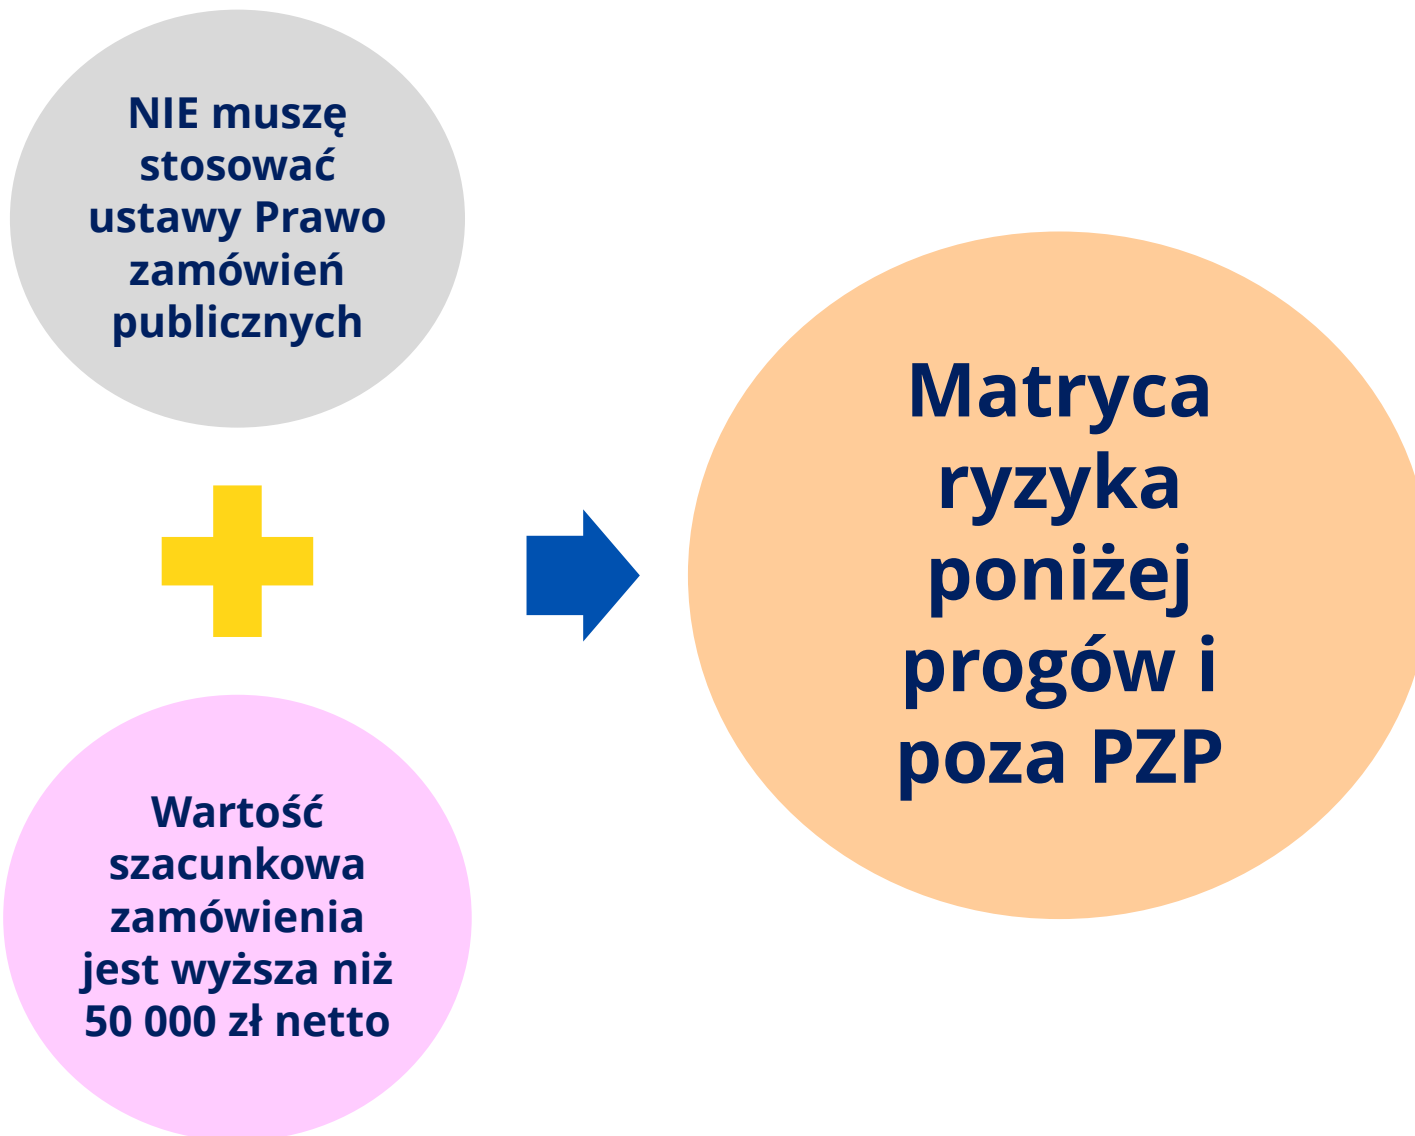 NIE muszę
stosować
ustawy Prawo
zamówień
publicznych
Wartość
szacunkowa
zamówienia
jest wyższa niż
50 000 zł netto
Matryca
ryzyka
poniżej
progów i
poza PZP